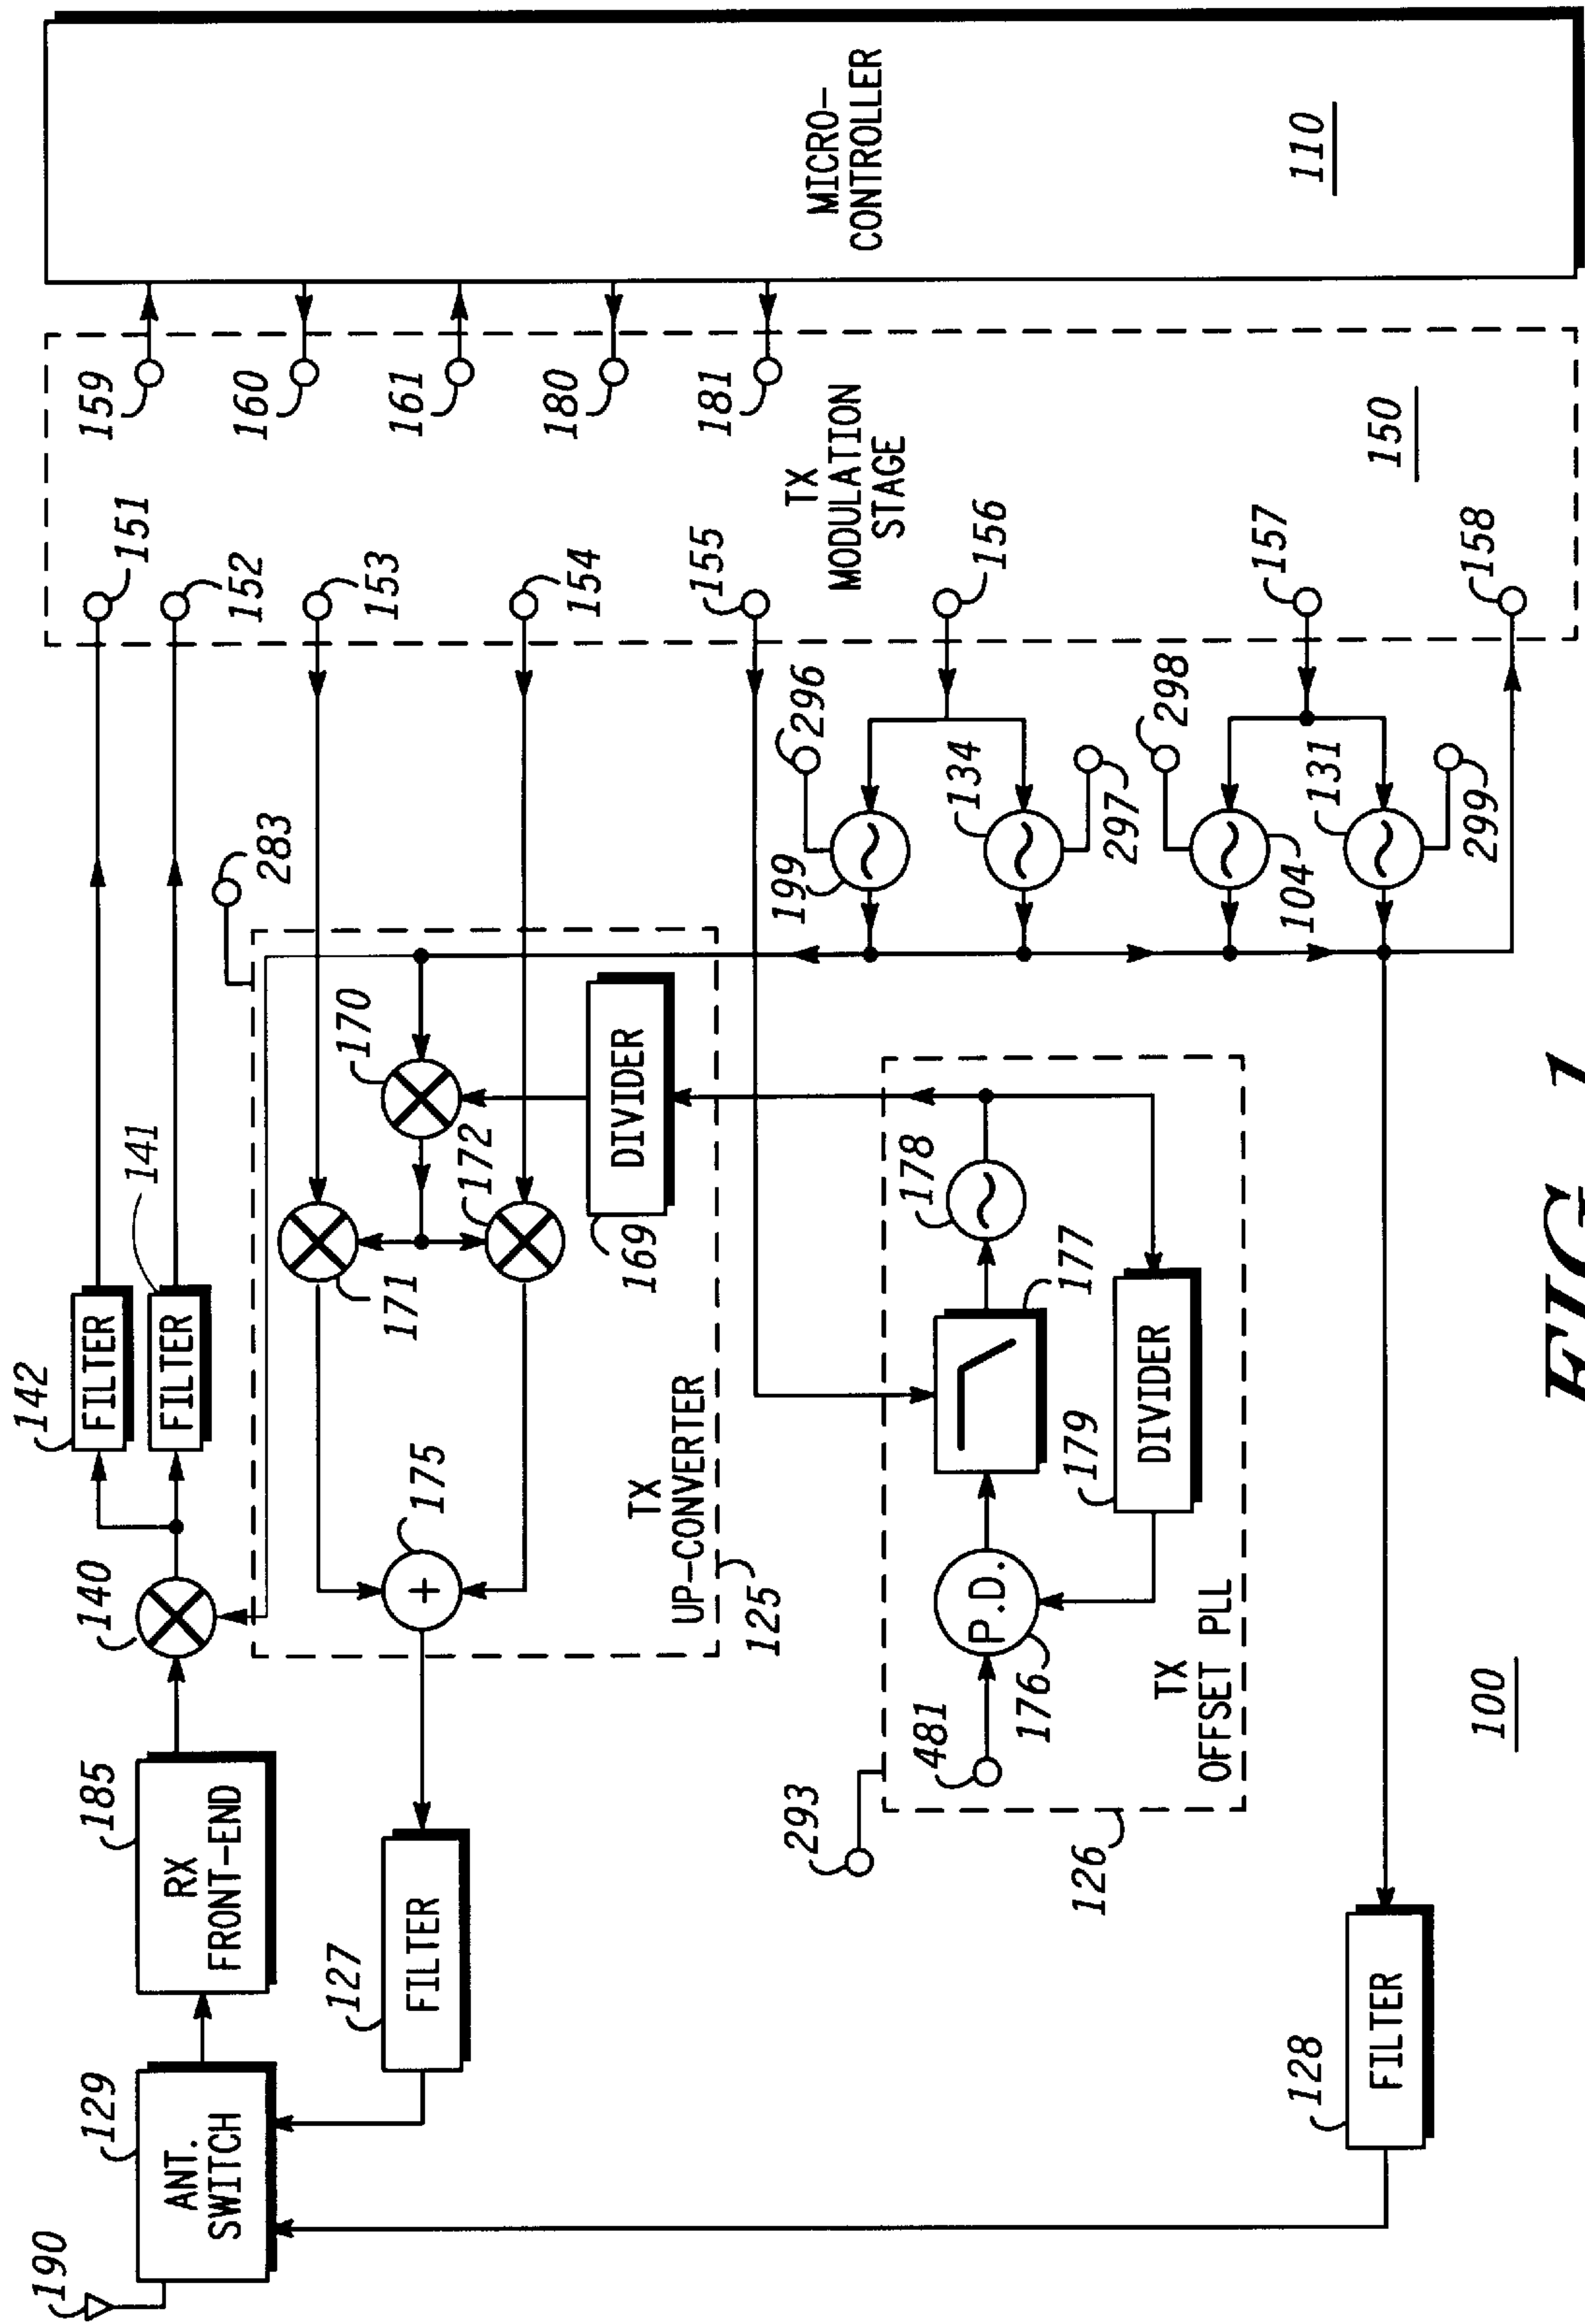 190
129
ANT.
SWITCH
185
RX
FRONT-END
140
142
FILTER
141
FILTER
151
152
159
160
161
180
181
153
154
283
127
FILTER
175
171
172
170
169
DIVIDER
TX
UP-CONVERTER
125
155
293
481
P.D.
176
177
178
179
DIVIDER
TX
OFFSET PLL
126
199
296
134
297
156
298
104
131
299
157
158
TX
MODULATION
STAGE
150
MICRO-
CONTROLLER
110
128
FILTER
100
FIG. 1